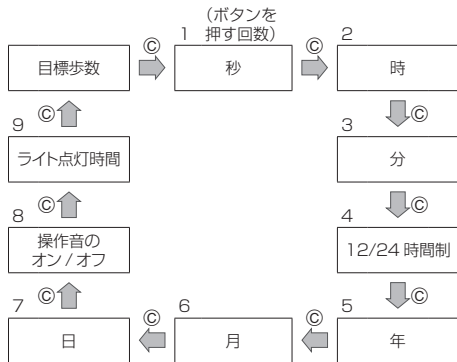 (ボタンを
押す回数)
目標歩数
Ⓒ
1
秒
Ⓒ
2
時
Ⓒ
3
分
Ⓒ
4
12/24 時間制
Ⓒ
5
年
Ⓒ
6
月
Ⓒ
7
日
Ⓒ
8
操作音の
オン / オフ
Ⓒ
9
ライト点灯時間
Ⓒ